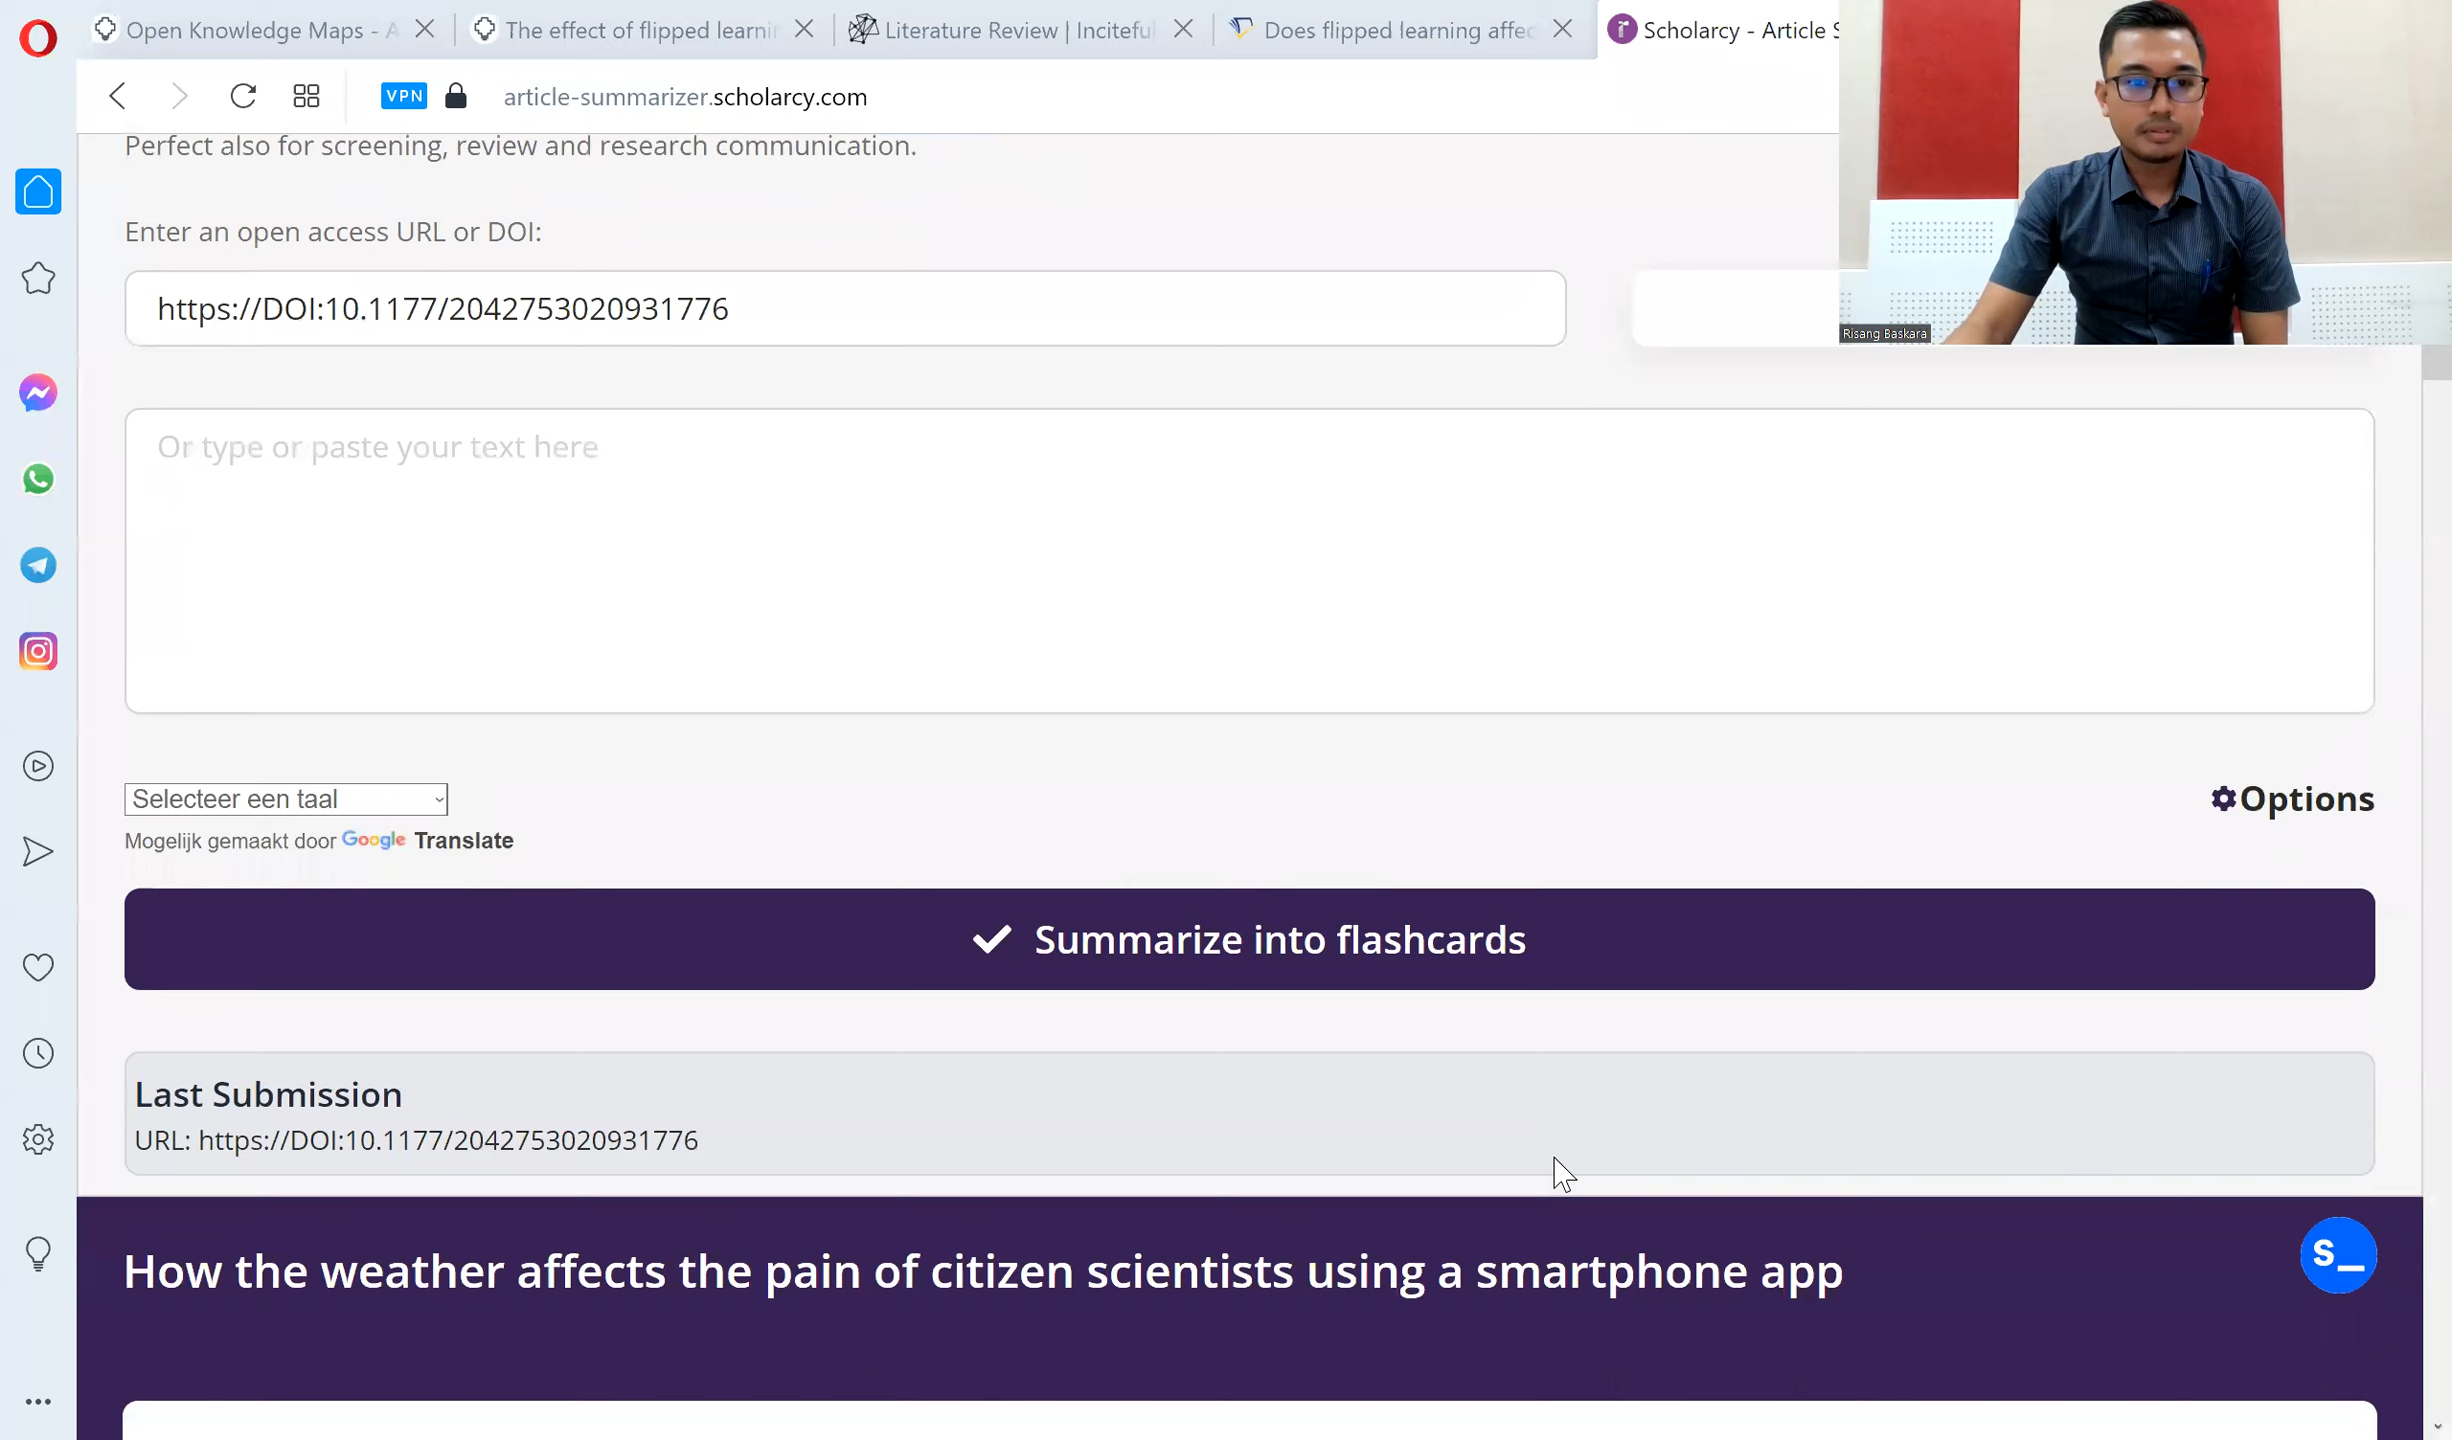 Open Knowledge Maps - A
The effect of flipped learni
Literature Review | Inciteful
Does flipped learning affec
Scholarcy - Article S
VPN
article-summarizer.scholarcy.com
Perfect also for screening, review and research communication.
Enter an open access URL or DOI:
https://DOI:10.1177/2042753020931776
Risang Baskara
Or type or paste your text here
Selecteer een taal
Options
Mogelijk gemaakt door Google Translate
Summarize into flashcards
Last Submission
URL: https://DOI:10.1177/2042753020931776
How the weather affects the pain of citizen scientists using a smartphone app
S_